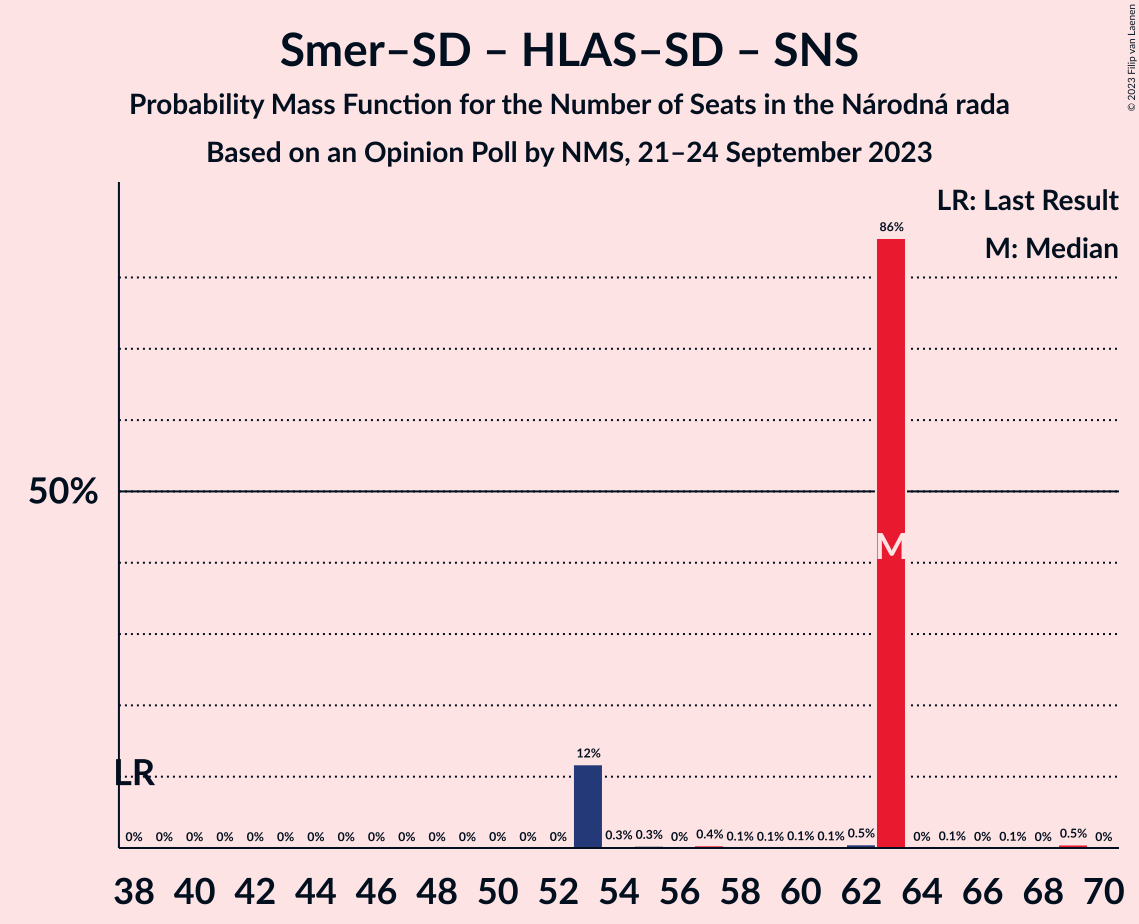 Smer–SD – HLAS–SD – SNS
Probability Mass Function for the Number of Seats in the Národná rada
Based on an Opinion Poll by NMS, 21–24 September 2023
© 2023 Filip van Laenen
LR: Last Result
M: Median
86%
50%
M
12%
LR
0% 0% 0% 0% 0% 0% 0% 0% 0% 0% 0% 0% 0% 0% 0% 0.3% 0.3% 0% 0.4% 0.1% 0.1% 0.1% 0.1% 0.5% 0% 0.1% 0% 0.1% 0% 0.5% 0%
38 40 42 44 46 48 50 52 54 56 58 60 62 64 66 68 70